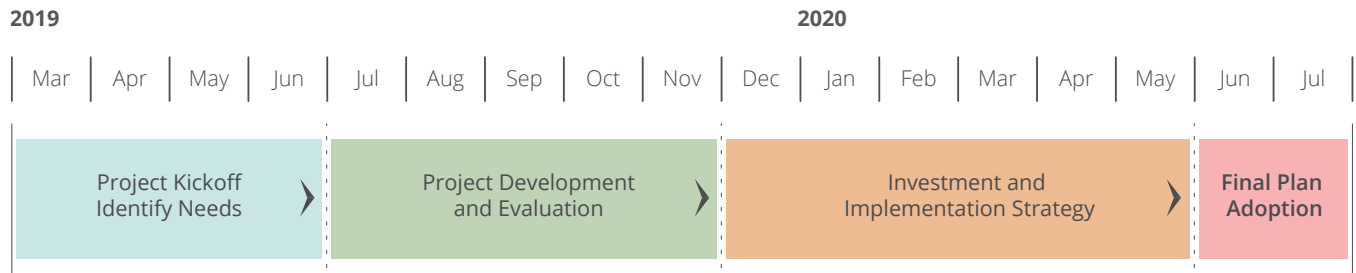 2019 2020
Mar Apr May Jun Jul Aug Sep Oct Nov Dec Jan Feb Mar Apr May Jun Jul
Project Kickoff
Identify Needs
Project Development
and Evaluation
Investment and
Implementation Strategy
Final Plan
Adoption